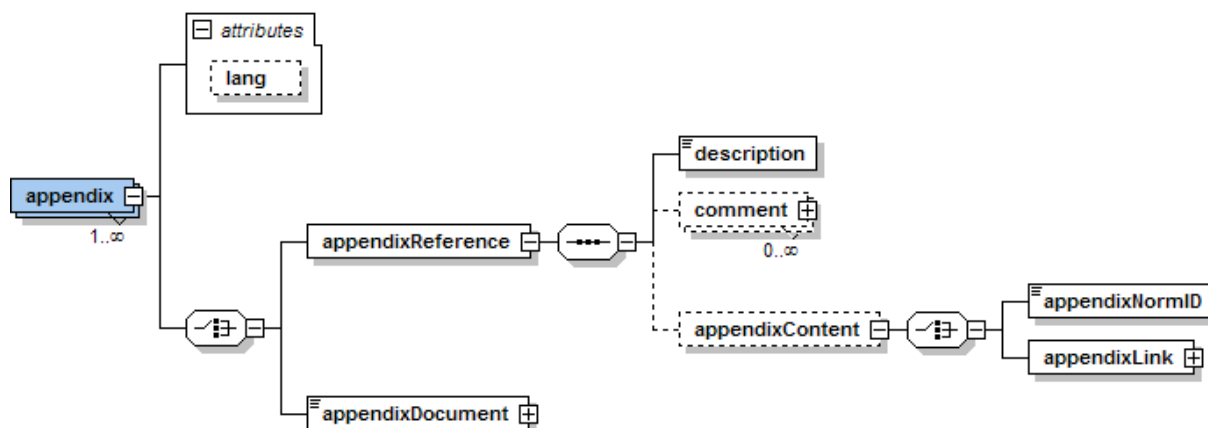 attributes
lang
description
appendix
comment
1..∞
appendixReference
0..∞
appendixNormID
appendixContent
appendixLink
appendixDocument